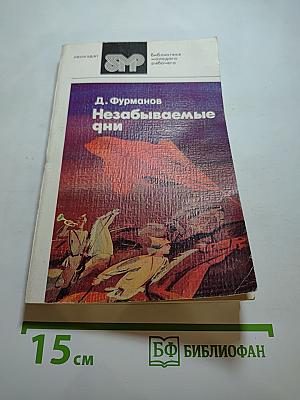 лениздат
БМР
библиотека
молодого
рабочего
Д. Фурманов
Незабываемые
дни
15 см
БФ БИБЛИОФАН